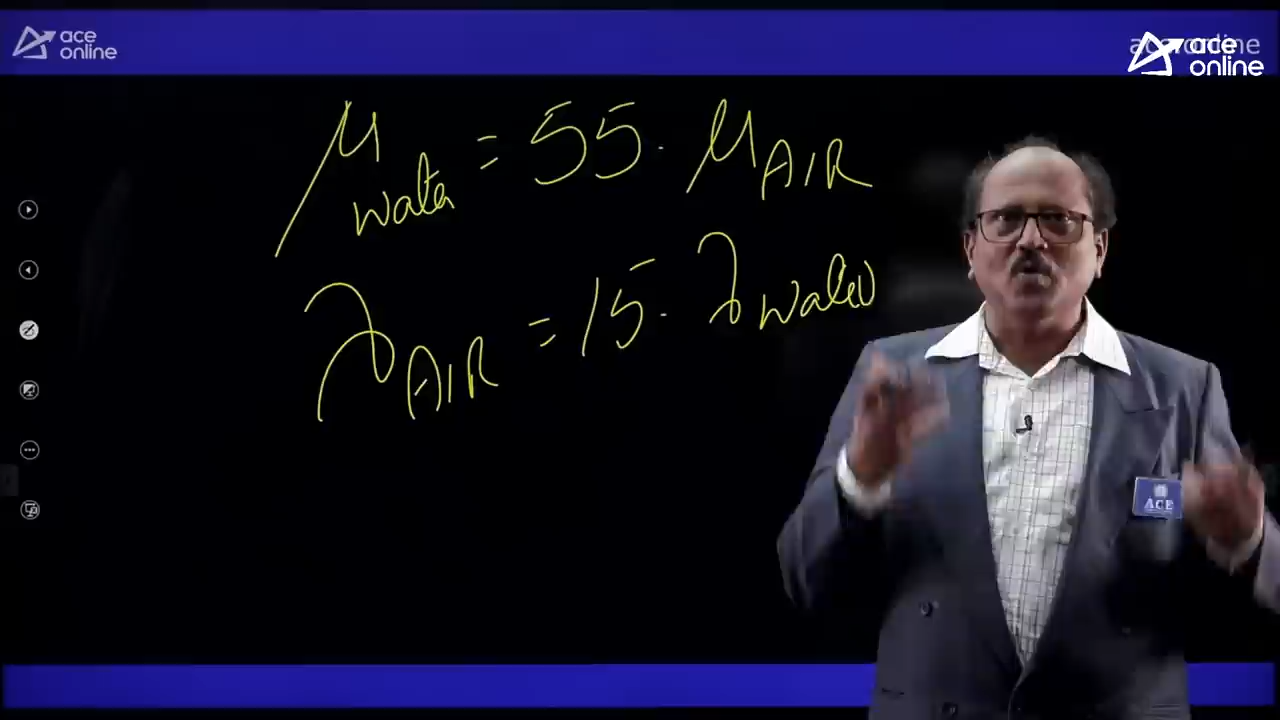 ace
online
ace
online
μ water = 55 . μ AIR
ν AIR = 15 . ν water
ACE